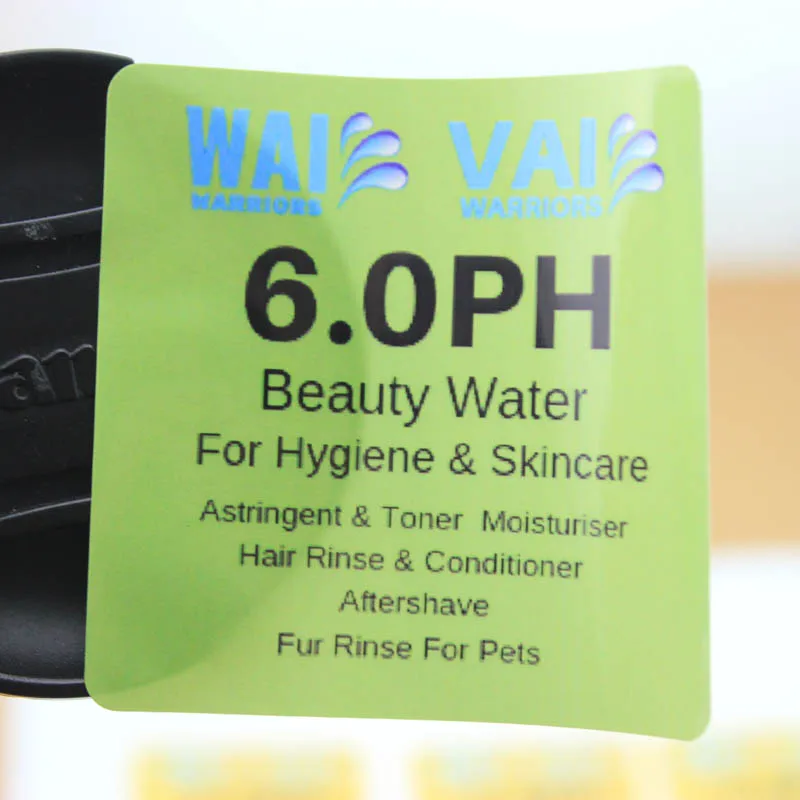 WAI VAI
WARRIORS WARRIORS
6.0PH
Beauty Water
For Hygiene & Skincare
Astringent & Toner Moisturiser
Hair Rinse & Conditioner
Aftershave
Fur Rinse For Pets